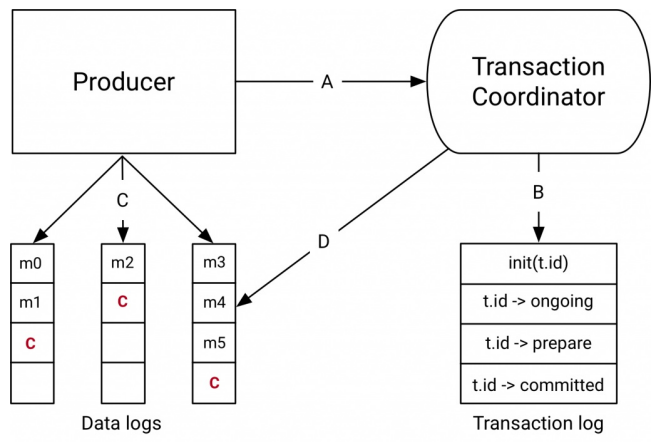 Producer
A
Transaction
Coordinator
C
B
D
m0
m2
m3
init(t.id)
m1
C
m4
t.id -> ongoing
C
m5
t.id -> prepare
C
t.id -> committed
Data logs
Transaction log